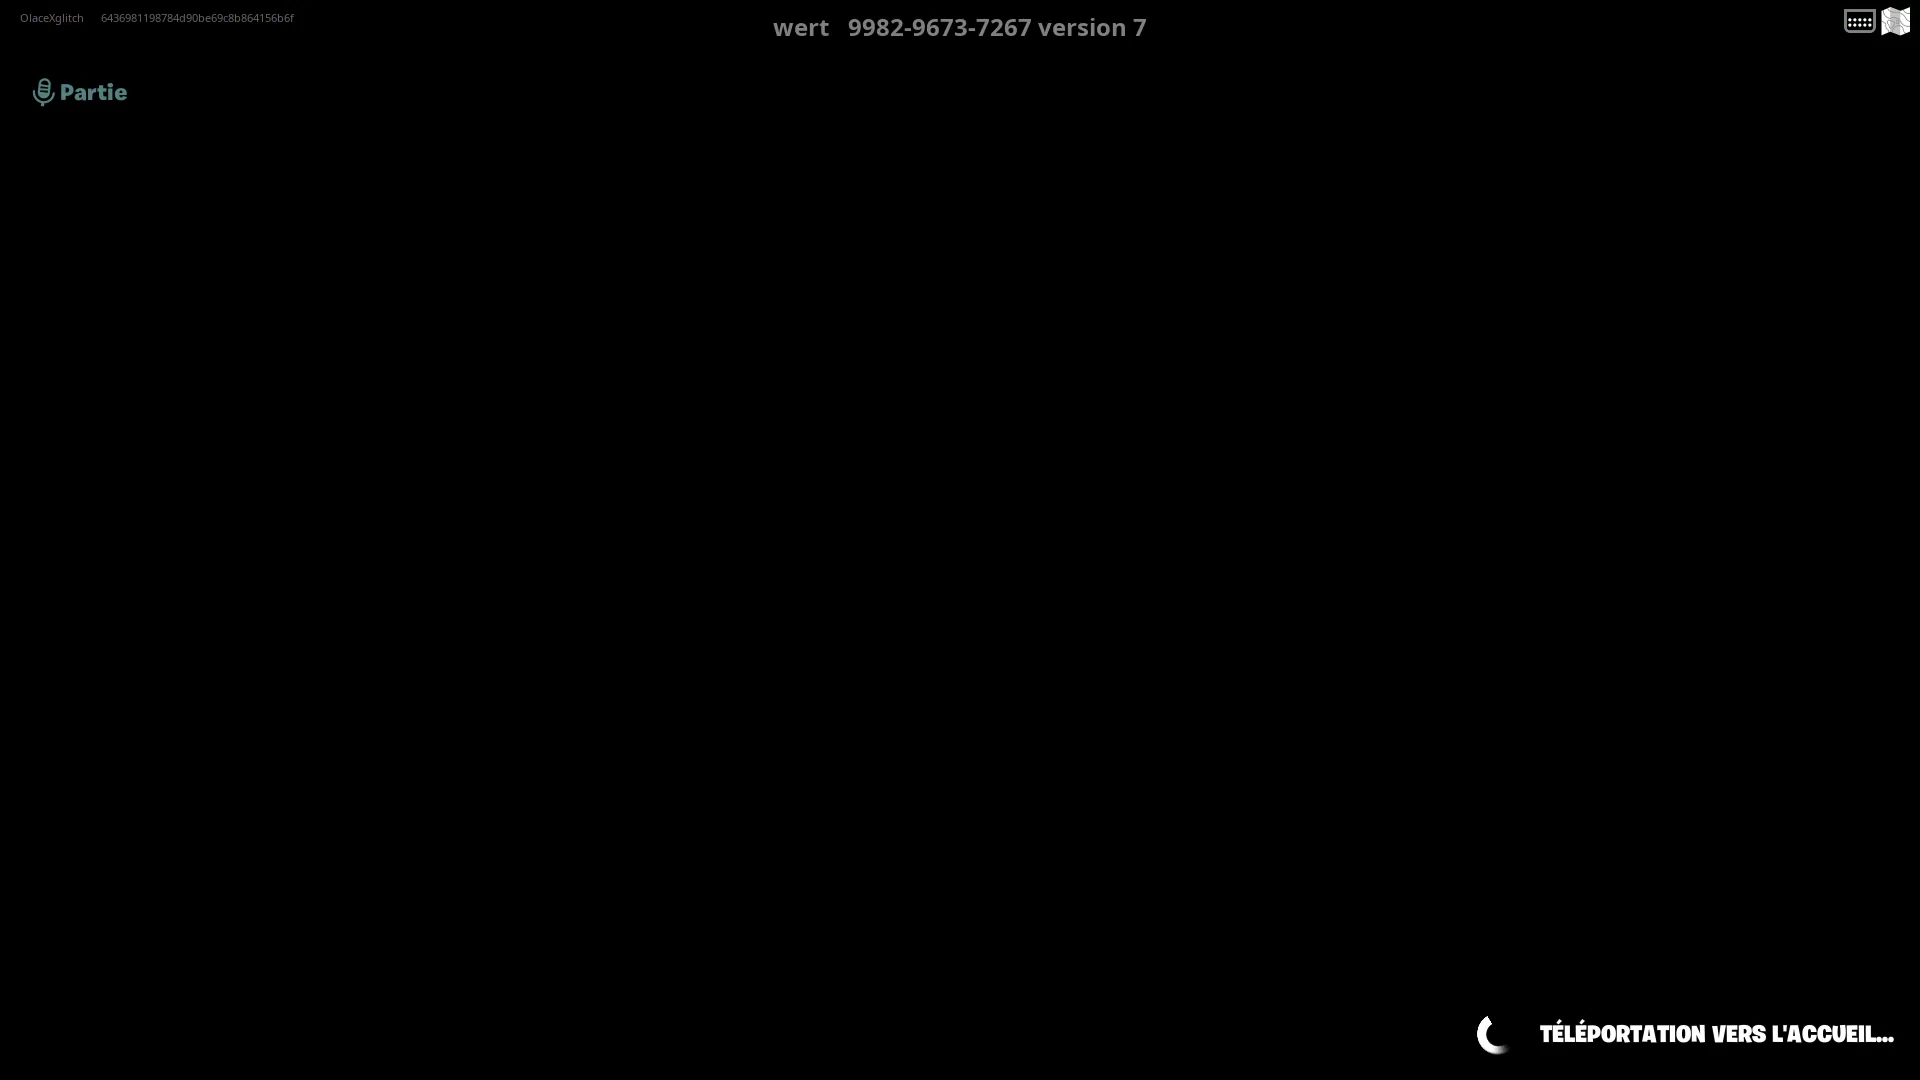 OlaceXglitch 6436981198784d90be69c8b864156b6f
wert 9982-9673-7267 version 7
Partie
TÉLÉPORTATION VERS L'ACCUEIL...